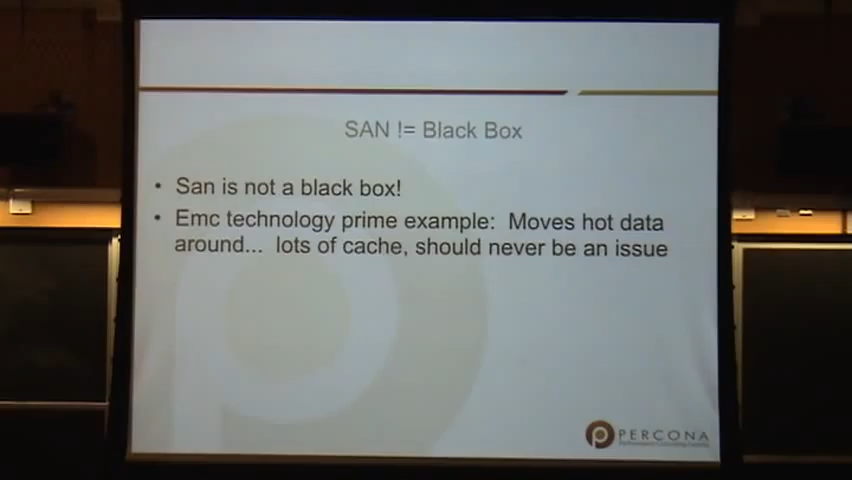 SAN != Black Box
• San is not a black box!
• Emc technology prime example: Moves hot data
around... lots of cache, should never be an issue
PERCONA